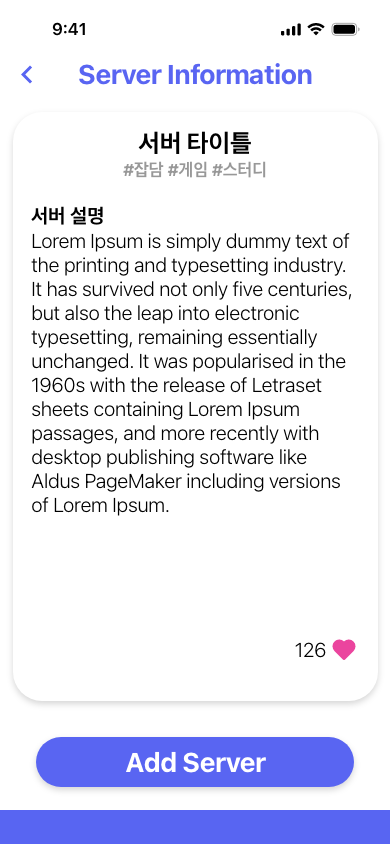 9:41
Server Information
서버 타이틀
#잡담 #게임 #스터디
서버 설명
Lorem Ipsum is simply dummy text of
the printing and typesetting industry.
It has survived not only five centuries,
but also the leap into electronic
typesetting, remaining essentially
unchanged. It was popularised in the
1960s with the release of Letraset
sheets containing Lorem Ipsum
passages, and more recently with
desktop publishing software like
Aldus PageMaker including versions
of Lorem Ipsum.
126
Add Server